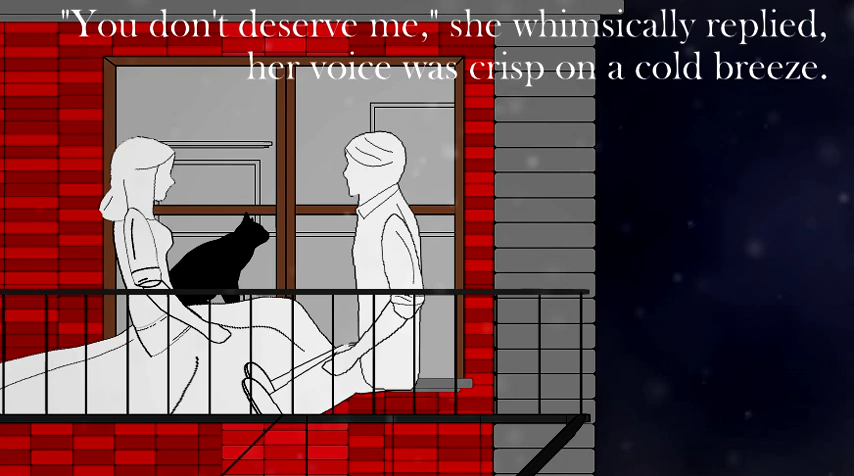 "You don't deserve me," she whimsically replied,
her voice was crisp on a cold breeze.